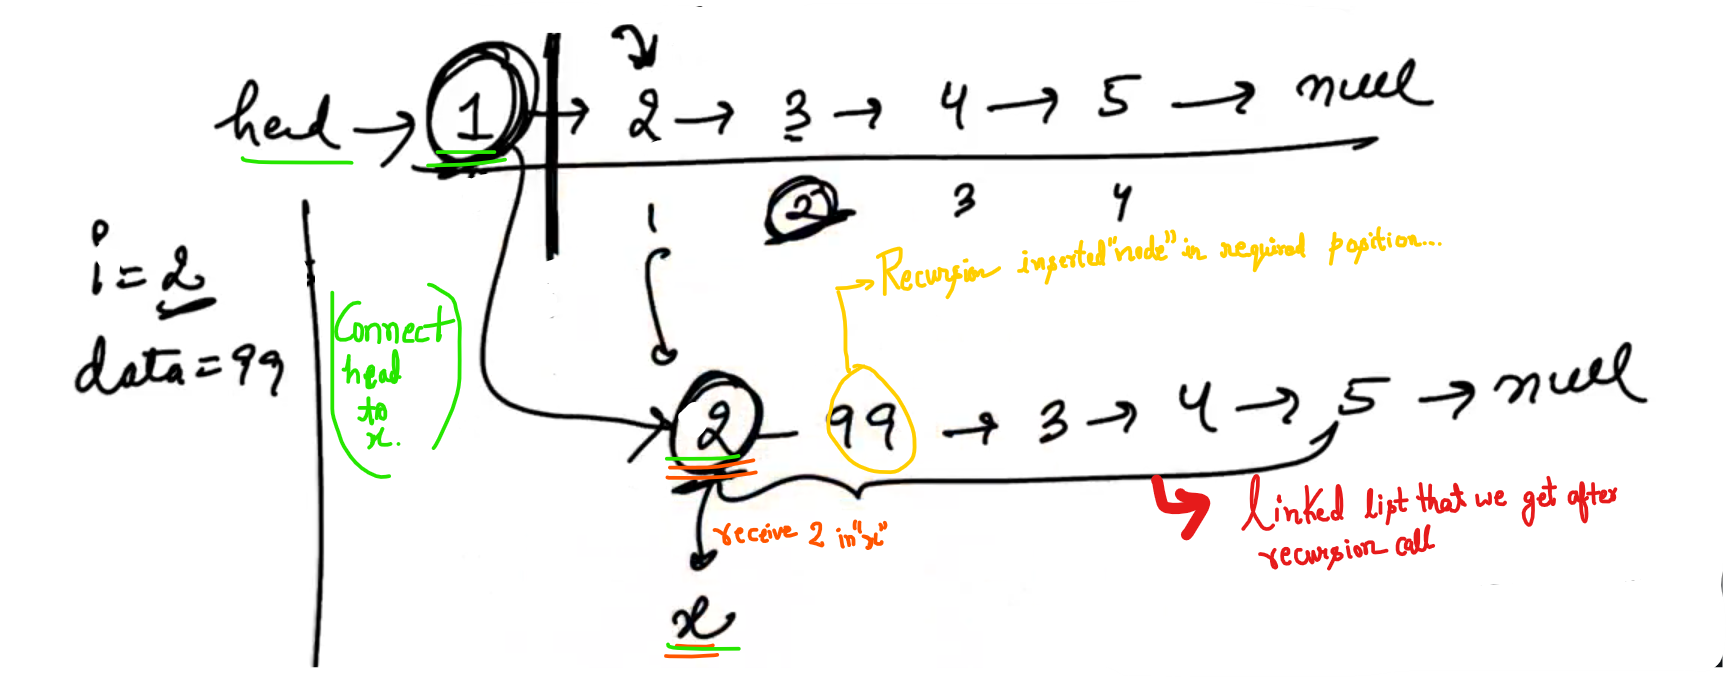 head → 1 → 2 → 3 → 4 → 5 → null
1 2 3 4
i = 2
data = 99
Recursion inserted "node" in required position...
Connect
head
to
x.
2 - 99 → 3 → 4 → 5 → null
receive 2 in "x"
linked list that we get after
recursion call
x